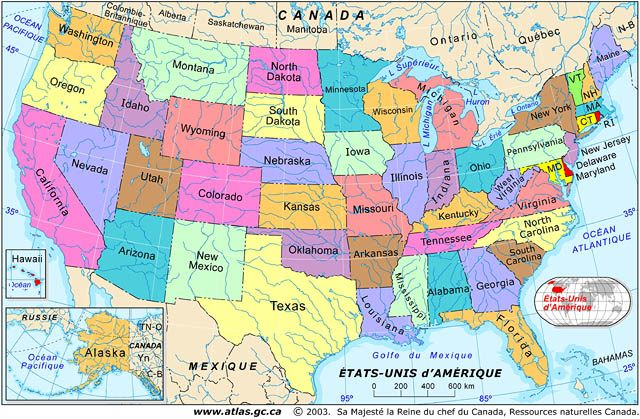 CANADA
OCÉAN
PACIFIQUE
Colombie-
Britannique
Alberta
Saskatchewan
Manitoba
Ontario
Québec
N-B
45°
45°
Washington
Montana
North
Dakota
Minnesota
L Supérieur
Maine
VT
NH
Oregon
Idaho
South
Dakota
Wisconsin
L Michigan
Michigan
L Huron
L Ontario
New York
MA
CT
RI
Wyoming
Iowa
L Érié
Pennsylvania
New Jersey
Delaware
Maryland
MD
Nevada
Utah
Nebraska
Illinois
Indiana
Ohio
West
Virginia
Virginia
California
Colorado
Kansas
Missouri
Kentucky
35°
35°
Arizona
New
Mexico
Oklahoma
Arkansas
Tennessee
North
Carolina
South
Carolina
OCÉAN
ATLANTIQUE
Hawaii
Océan
Texas
Louisiana
Mississippi
Alabama
Georgia
Florida
États-Unis
d'Amérique
RUSSIE
Alaska
TN-O
CANADA
Yn
C-B
Océan
Pacifique
MEXIQUE
Golfe du Mexique
BAHAMAS
25°
ÉTATS-UNIS d'AMÉRIQUE
0 200 400 600 km
95°
85°
www.atlas.gc.ca
© 2003. Sa Majesté la Reine du chef du Canada, Ressources naturelles Canada.